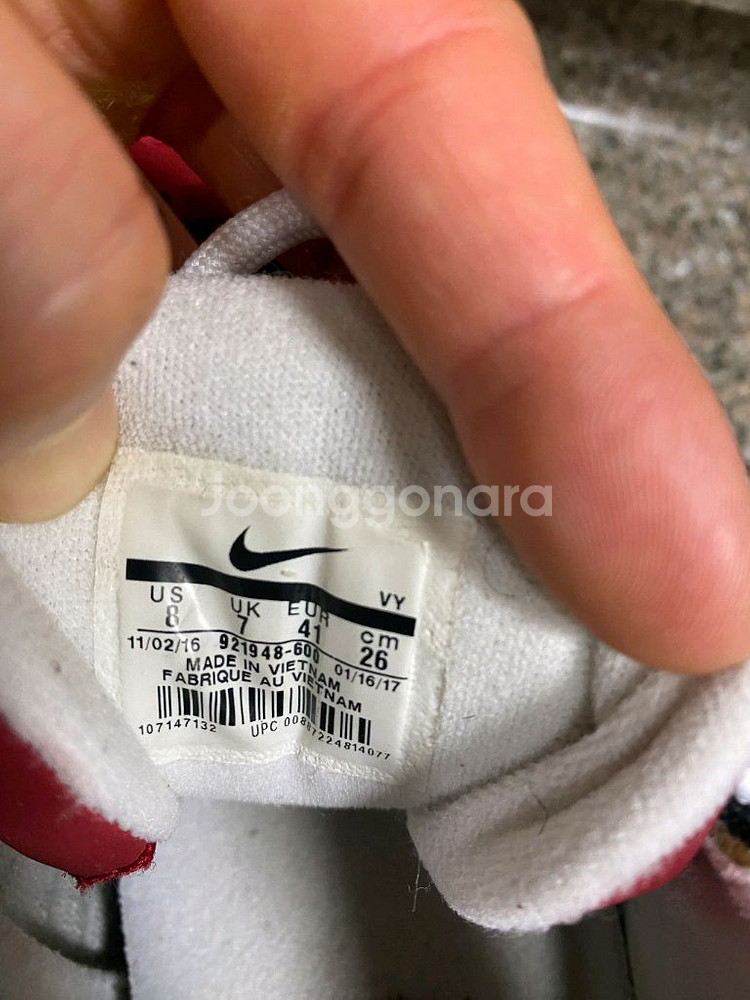 Joonggonara
VY
US UK EUR cm
8 7 41 26
11/02/16 921948-600 01/16/17
MADE IN VIETNAM
FABRIQUE AU VIETNAM
107147132 UPC 00887224814077